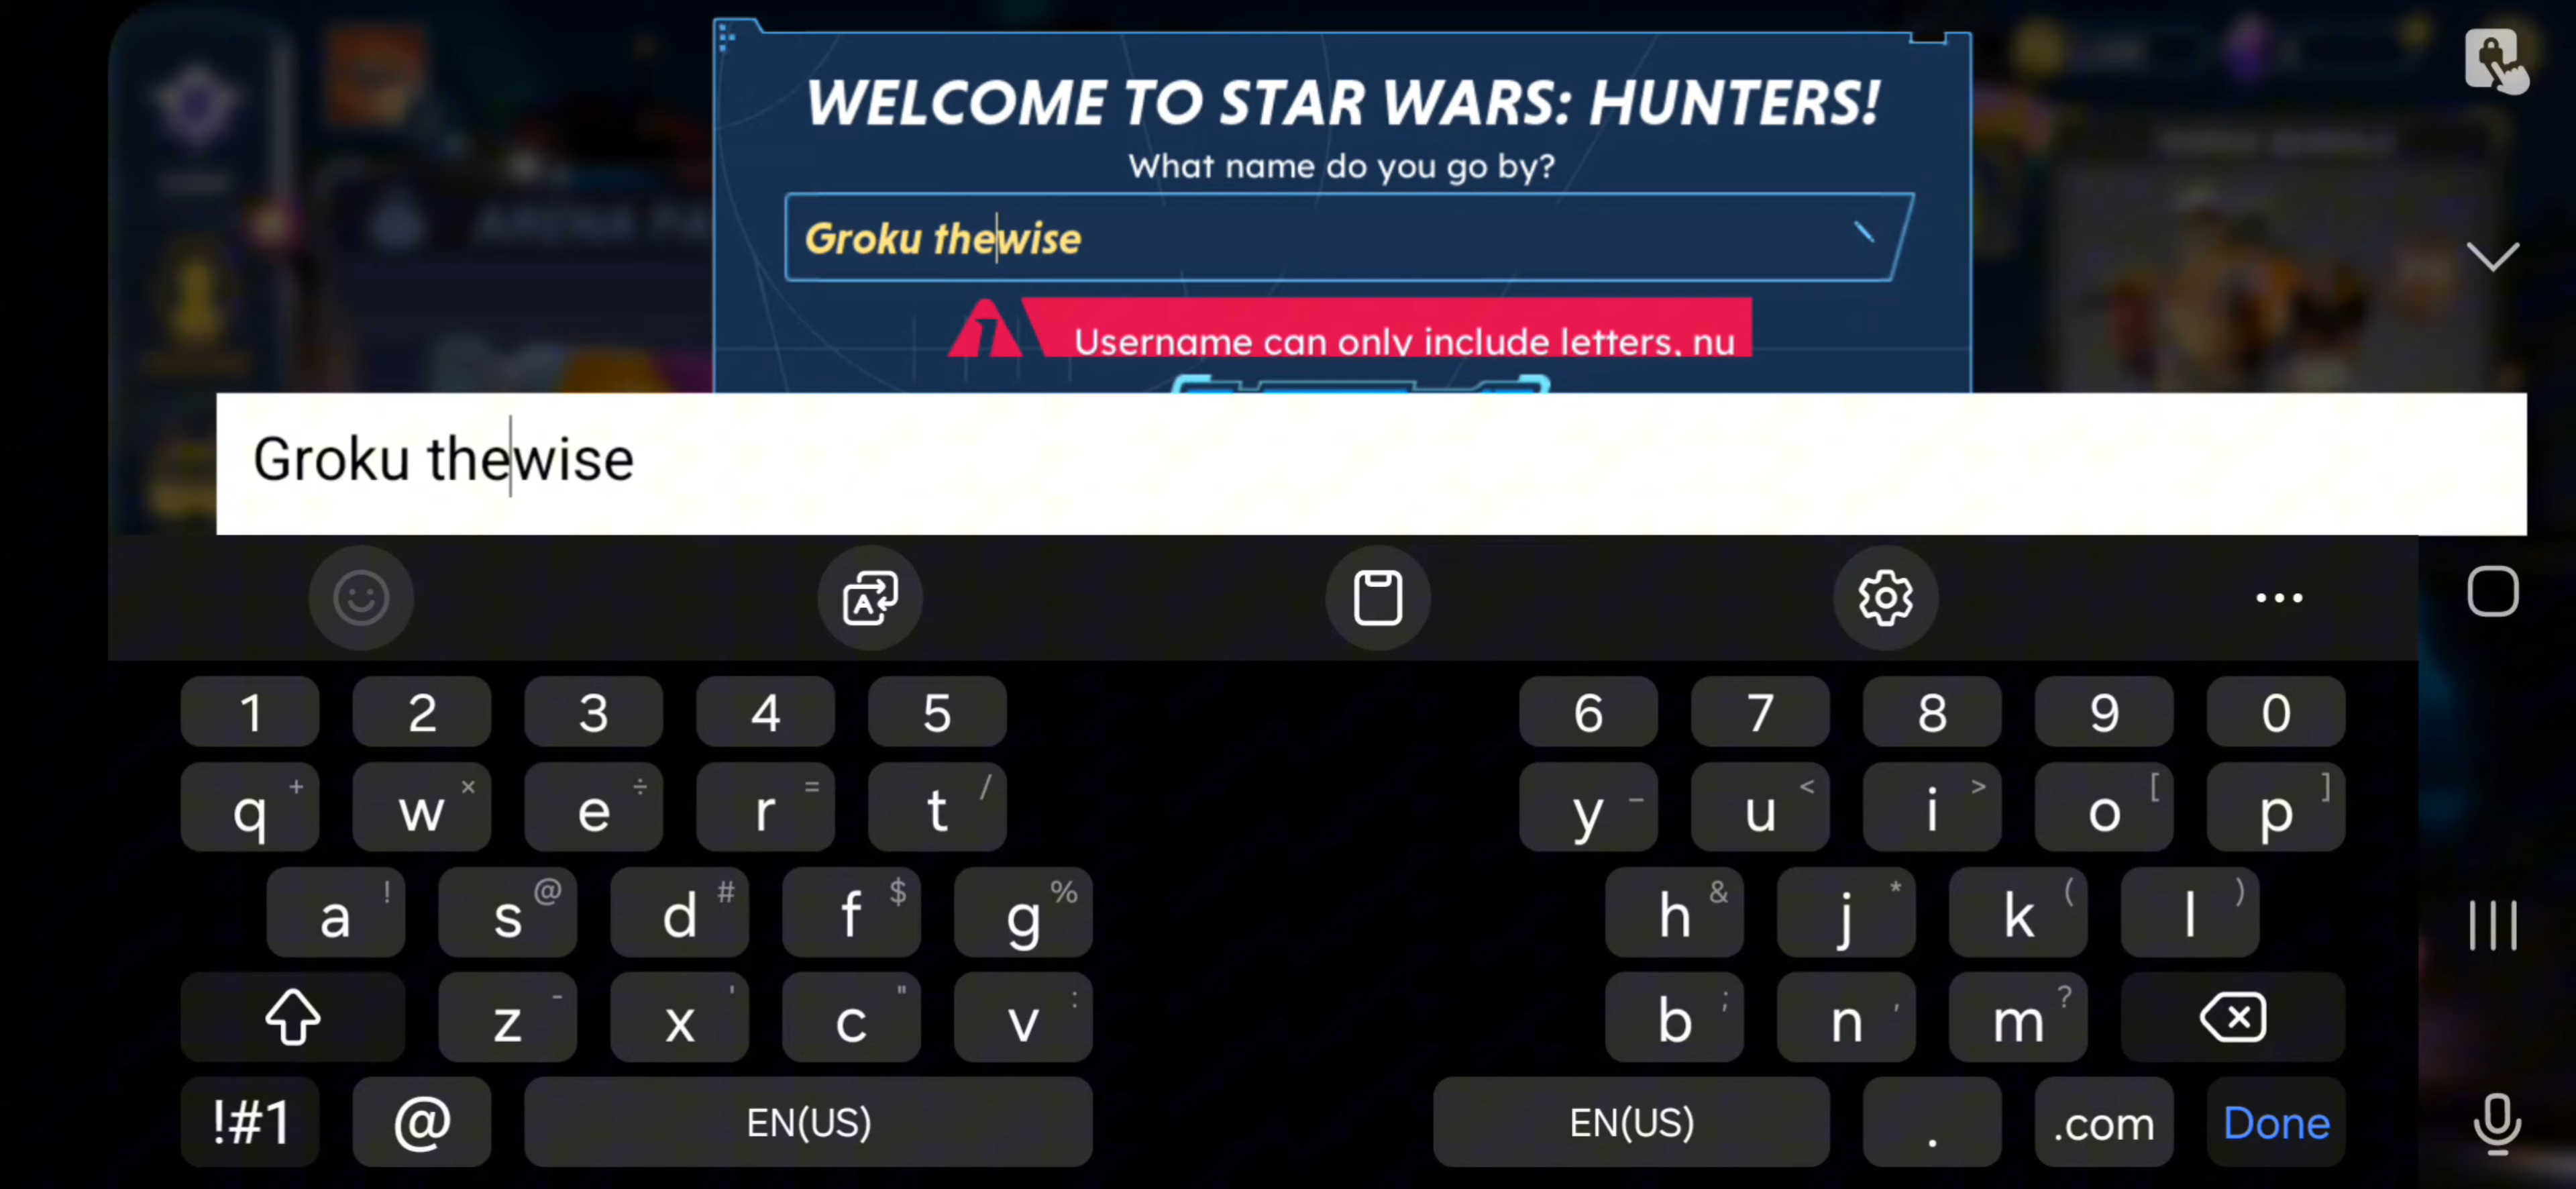 WELCOME TO STAR WARS: HUNTERS!
What name do you go by?
Groku thewise
Username can only include letters, nu
Groku thewise
1 2 3 4 5 6 7 8 9 0
q + w × e ÷ r = t / y − u < i > o [ p ]
a ! s @ d # f $ g % h & j * k ( l )
z - x ' c " v : b ; n , m ?
!#1 @ EN(US) EN(US) . .com Done